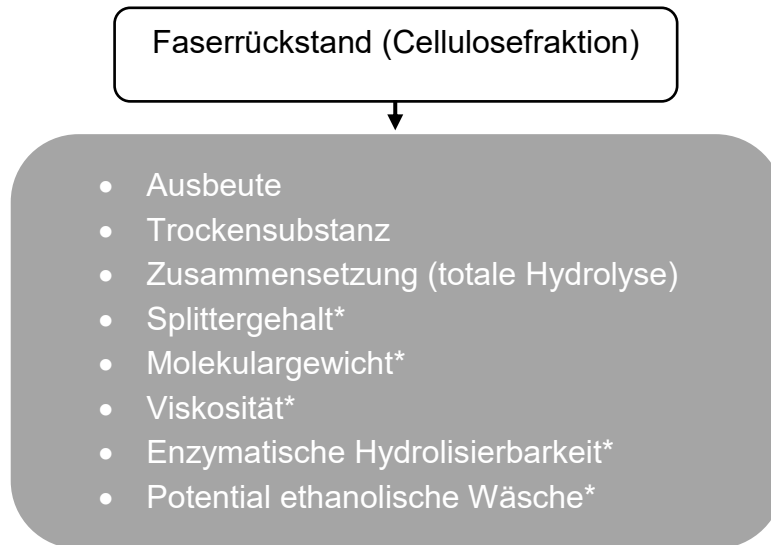 Faserrückstand (Cellulosefraktion)
• Ausbeute
• Trockensubstanz
• Zusammensetzung (totale Hydrolyse)
• Splittergehalt*
• Molekulargewicht*
• Viskosität*
• Enzymatische Hydrolisierbarkeit*
• Potential ethanolische Wäsche*